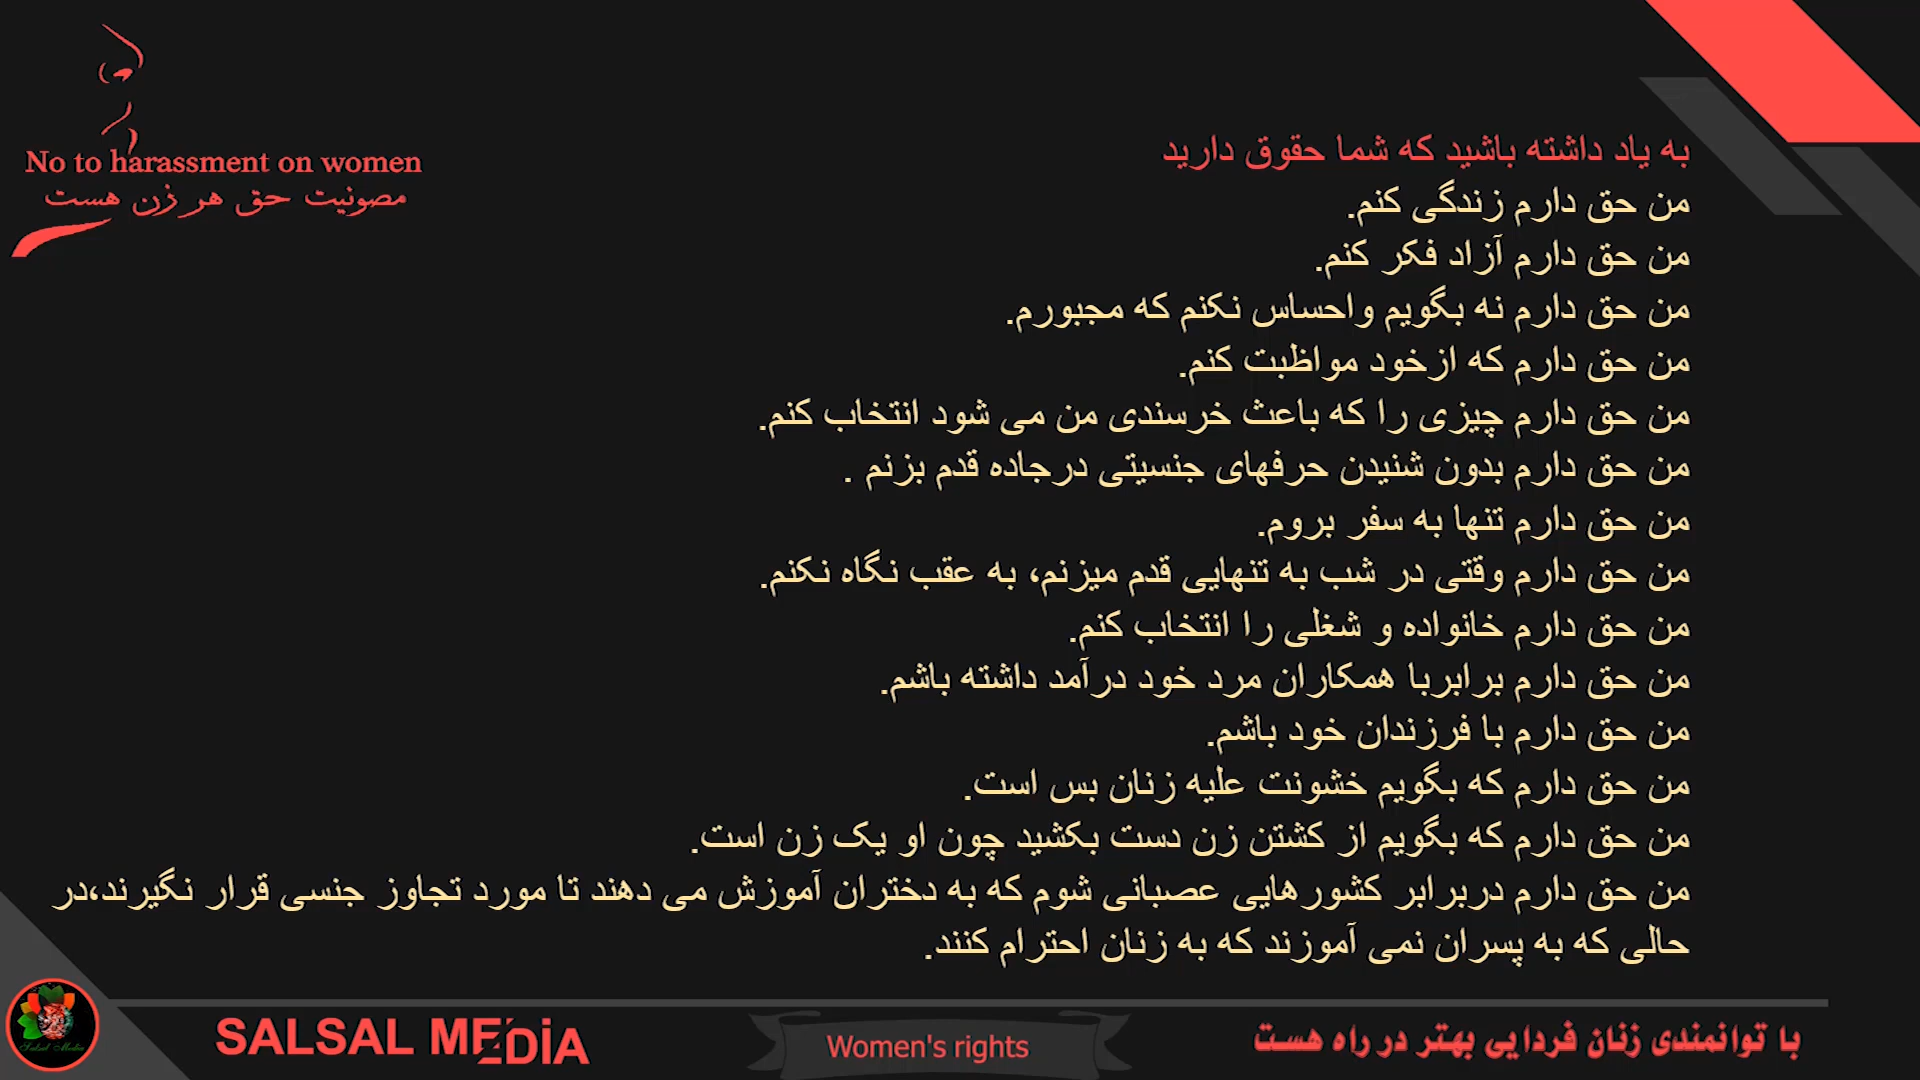 No to harassment on women
مصونیت حق هر زن هست
به یاد داشته باشید که شما حقوق دارید
من حق دارم زندگی کنم.
من حق دارم آزاد فکر کنم.
من حق دارم نه بگویم واحساس نکنم که مجبورم.
من حق دارم که ازخود مواظبت کنم.
من حق دارم چیزی را که باعث خرسندی من می شود انتخاب کنم.
من حق دارم بدون شنیدن حرفهای جنسیتی درجاده قدم بزنم .
من حق دارم تنها به سفر بروم.
من حق دارم وقتی در شب به تنهایی قدم میزنم، به عقب نگاه نکنم.
من حق دارم خانواده و شغلی را انتخاب کنم.
من حق دارم برابربا همکاران مرد خود درآمد داشته باشم.
من حق دارم با فرزندان خود باشم.
من حق دارم که بگویم خشونت علیه زنان بس است.
من حق دارم که بگویم از کشتن زن دست بکشید چون او یک زن است.
من حق دارم دربرابر کشورهایی عصبانی شوم که به دختران آموزش می دهند تا مورد تجاوز جنسی قرار نگیرند،در
حالی که به پسران نمی آموزند که به زنان احترام کنند.
Salsal Media
SALSAL MEDiA
Women's rights
با توانمندی زنان فردایی بهتر در راه هست